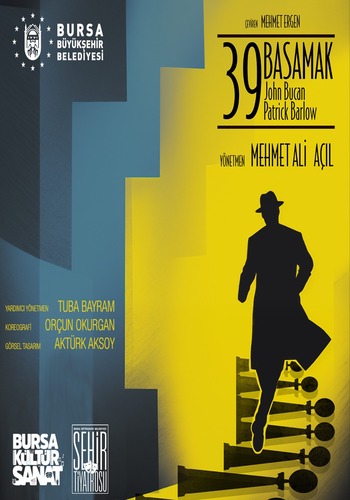 BURSA
BÜYÜKŞEHİR
BELEDİYESİ
ÇEVİREN MEHMET ERGEN
39 BASAMAK
John Bucan
Patrick Barlow
YÖNETMEN MEHMET ALİ AÇIL
YARDIMCI YÖNETMEN TUBA BAYRAM
KOREOGRAFİ ORÇUN OKURGAN
GÖRSEL TASARIM AKTÜRK AKSOY
BURSA
KÜLTÜR
SANAT
ŞEHİR
TİYATROSU